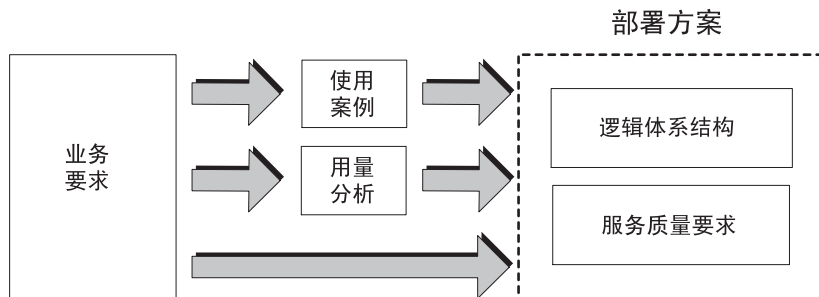 部署方案
业务
要求
使用
案例
用量
分析
逻辑体系结构
服务质量要求